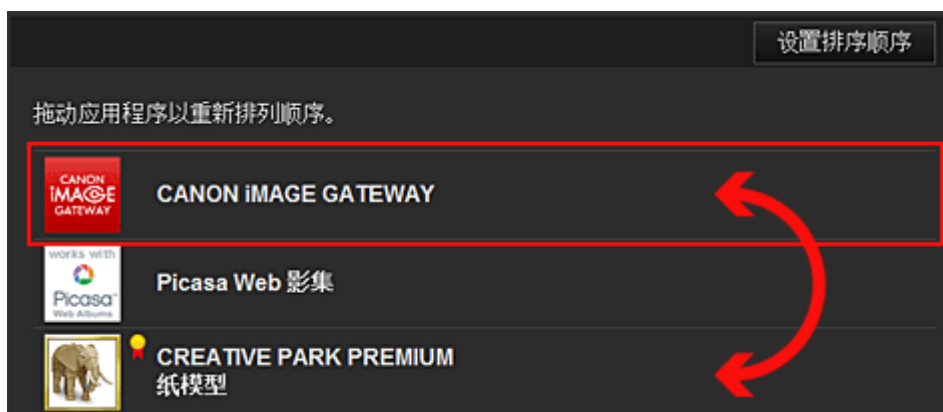 设置排序顺序
拖动应用程序以重新排列顺序。
CANON
iMAGE
GATEWAY
CANON iMAGE GATEWAY
works with
Picasa™
Web Albums
Picasa Web 影集
CREATIVE PARK PREMIUM
纸模型